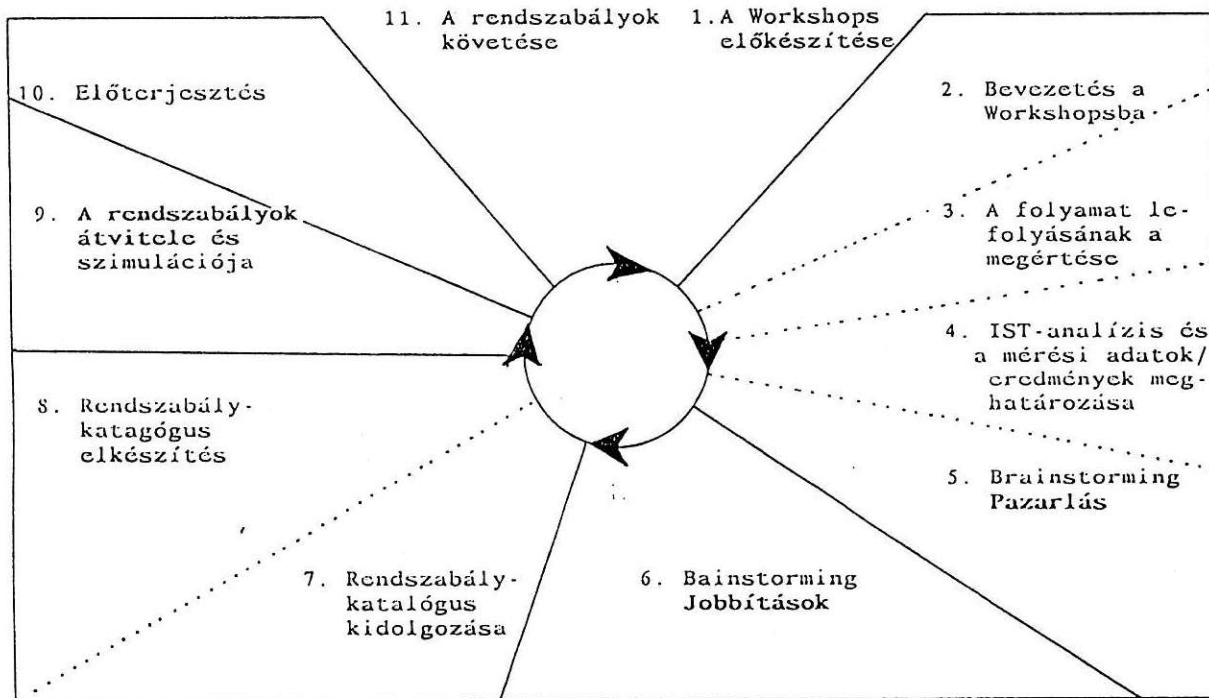 11. A rendszabályok
követése
1.A Workshops
előkészítése
2. Bevezetés a
Workshopsba
3. A folyamat le-
folyásának a
megértése
4. IST-analízis és
a mérési adatok/
eredmények meg-
határozása
5. Brainstorming
Pazarlás
6. Bainstorming
Jobbítások
7. Rendszabály-
katalógus
kidolgozása
8. Rendszabály-
katagógus
elkészítés
9. A rendszabályok
átvitele és
szimulációja
10. Előterjesztés